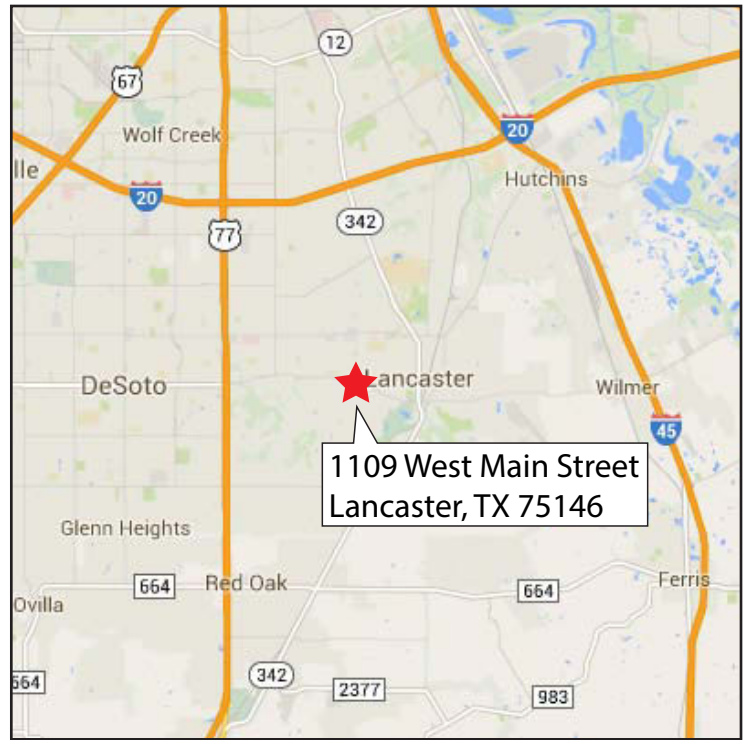 12
67
Wolf Creek
20
lle
Hutchins
20
342
77
Lancaster
DeSoto
Wilmer
45
1109 West Main Street
Lancaster, TX 75146
Glenn Heights
664
Red Oak
664
Ferris
Ovilla
342
664
2377
983